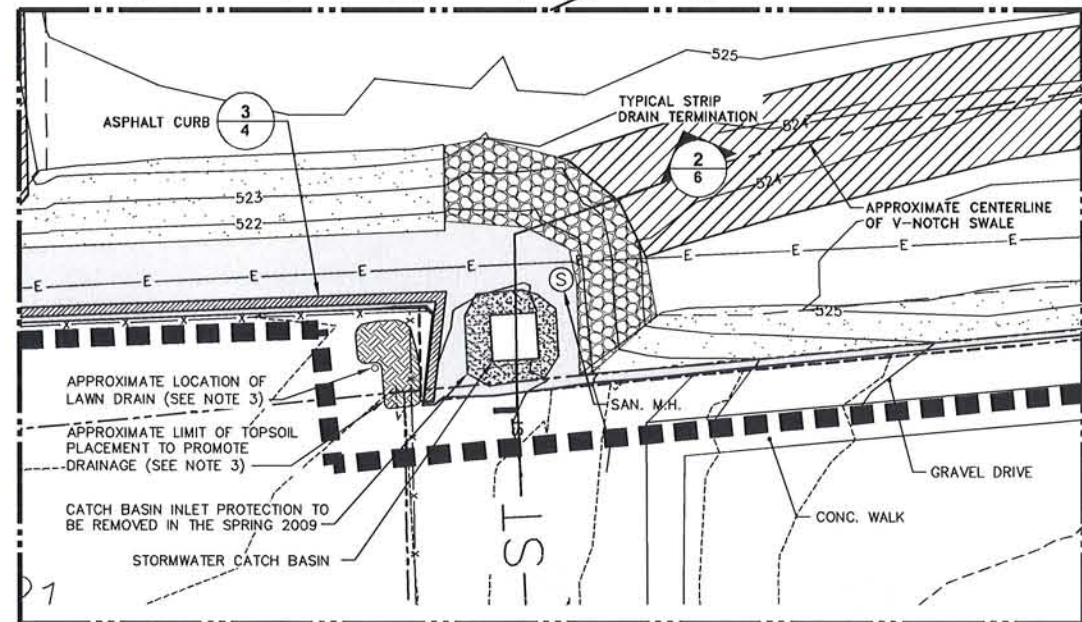 525
ASPHALT CURB
3
4
TYPICAL STRIP
DRAIN TERMINATION
524
2
6
524
523
522
APPROXIMATE CENTERLINE
OF V-NOTCH SWALE
E E E E E E E
S
525
X X X X X
APPROXIMATE LOCATION OF
LAWN DRAIN (SEE NOTE 3)
SAN. M.H.
APPROXIMATE LIMIT OF TOPSOIL
PLACEMENT TO PROMOTE
DRAINAGE (SEE NOTE 3)
GRAVEL DRIVE
CATCH BASIN INLET PROTECTION TO
BE REMOVED IN THE SPRING 2009
CONC. WALK
STORMWATER CATCH BASIN
ST